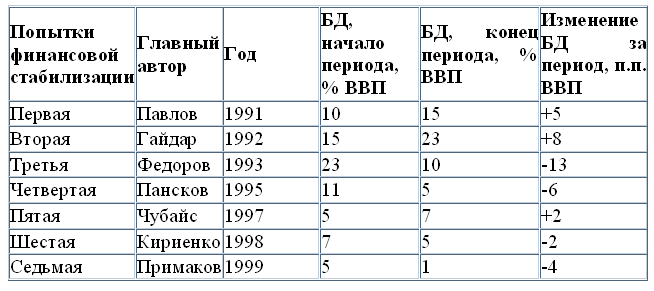 Попытки финансовой стабилизации | Главный автор | Год | БД, начало периода, % ВВП | БД, конец периода, % ВВП | Изменение БД за период, п.п. ВВП
Первая | Павлов | 1991 | 10 | 15 | +5
Вторая | Гайдар | 1992 | 15 | 23 | +8
Третья | Федоров | 1993 | 23 | 10 | -13
Четвертая | Пансков | 1995 | 11 | 5 | -6
Пятая | Чубайс | 1997 | 5 | 7 | +2
Шестая | Кириенко | 1998 | 7 | 5 | -2
Седьмая | Примаков | 1999 | 5 | 1 | -4